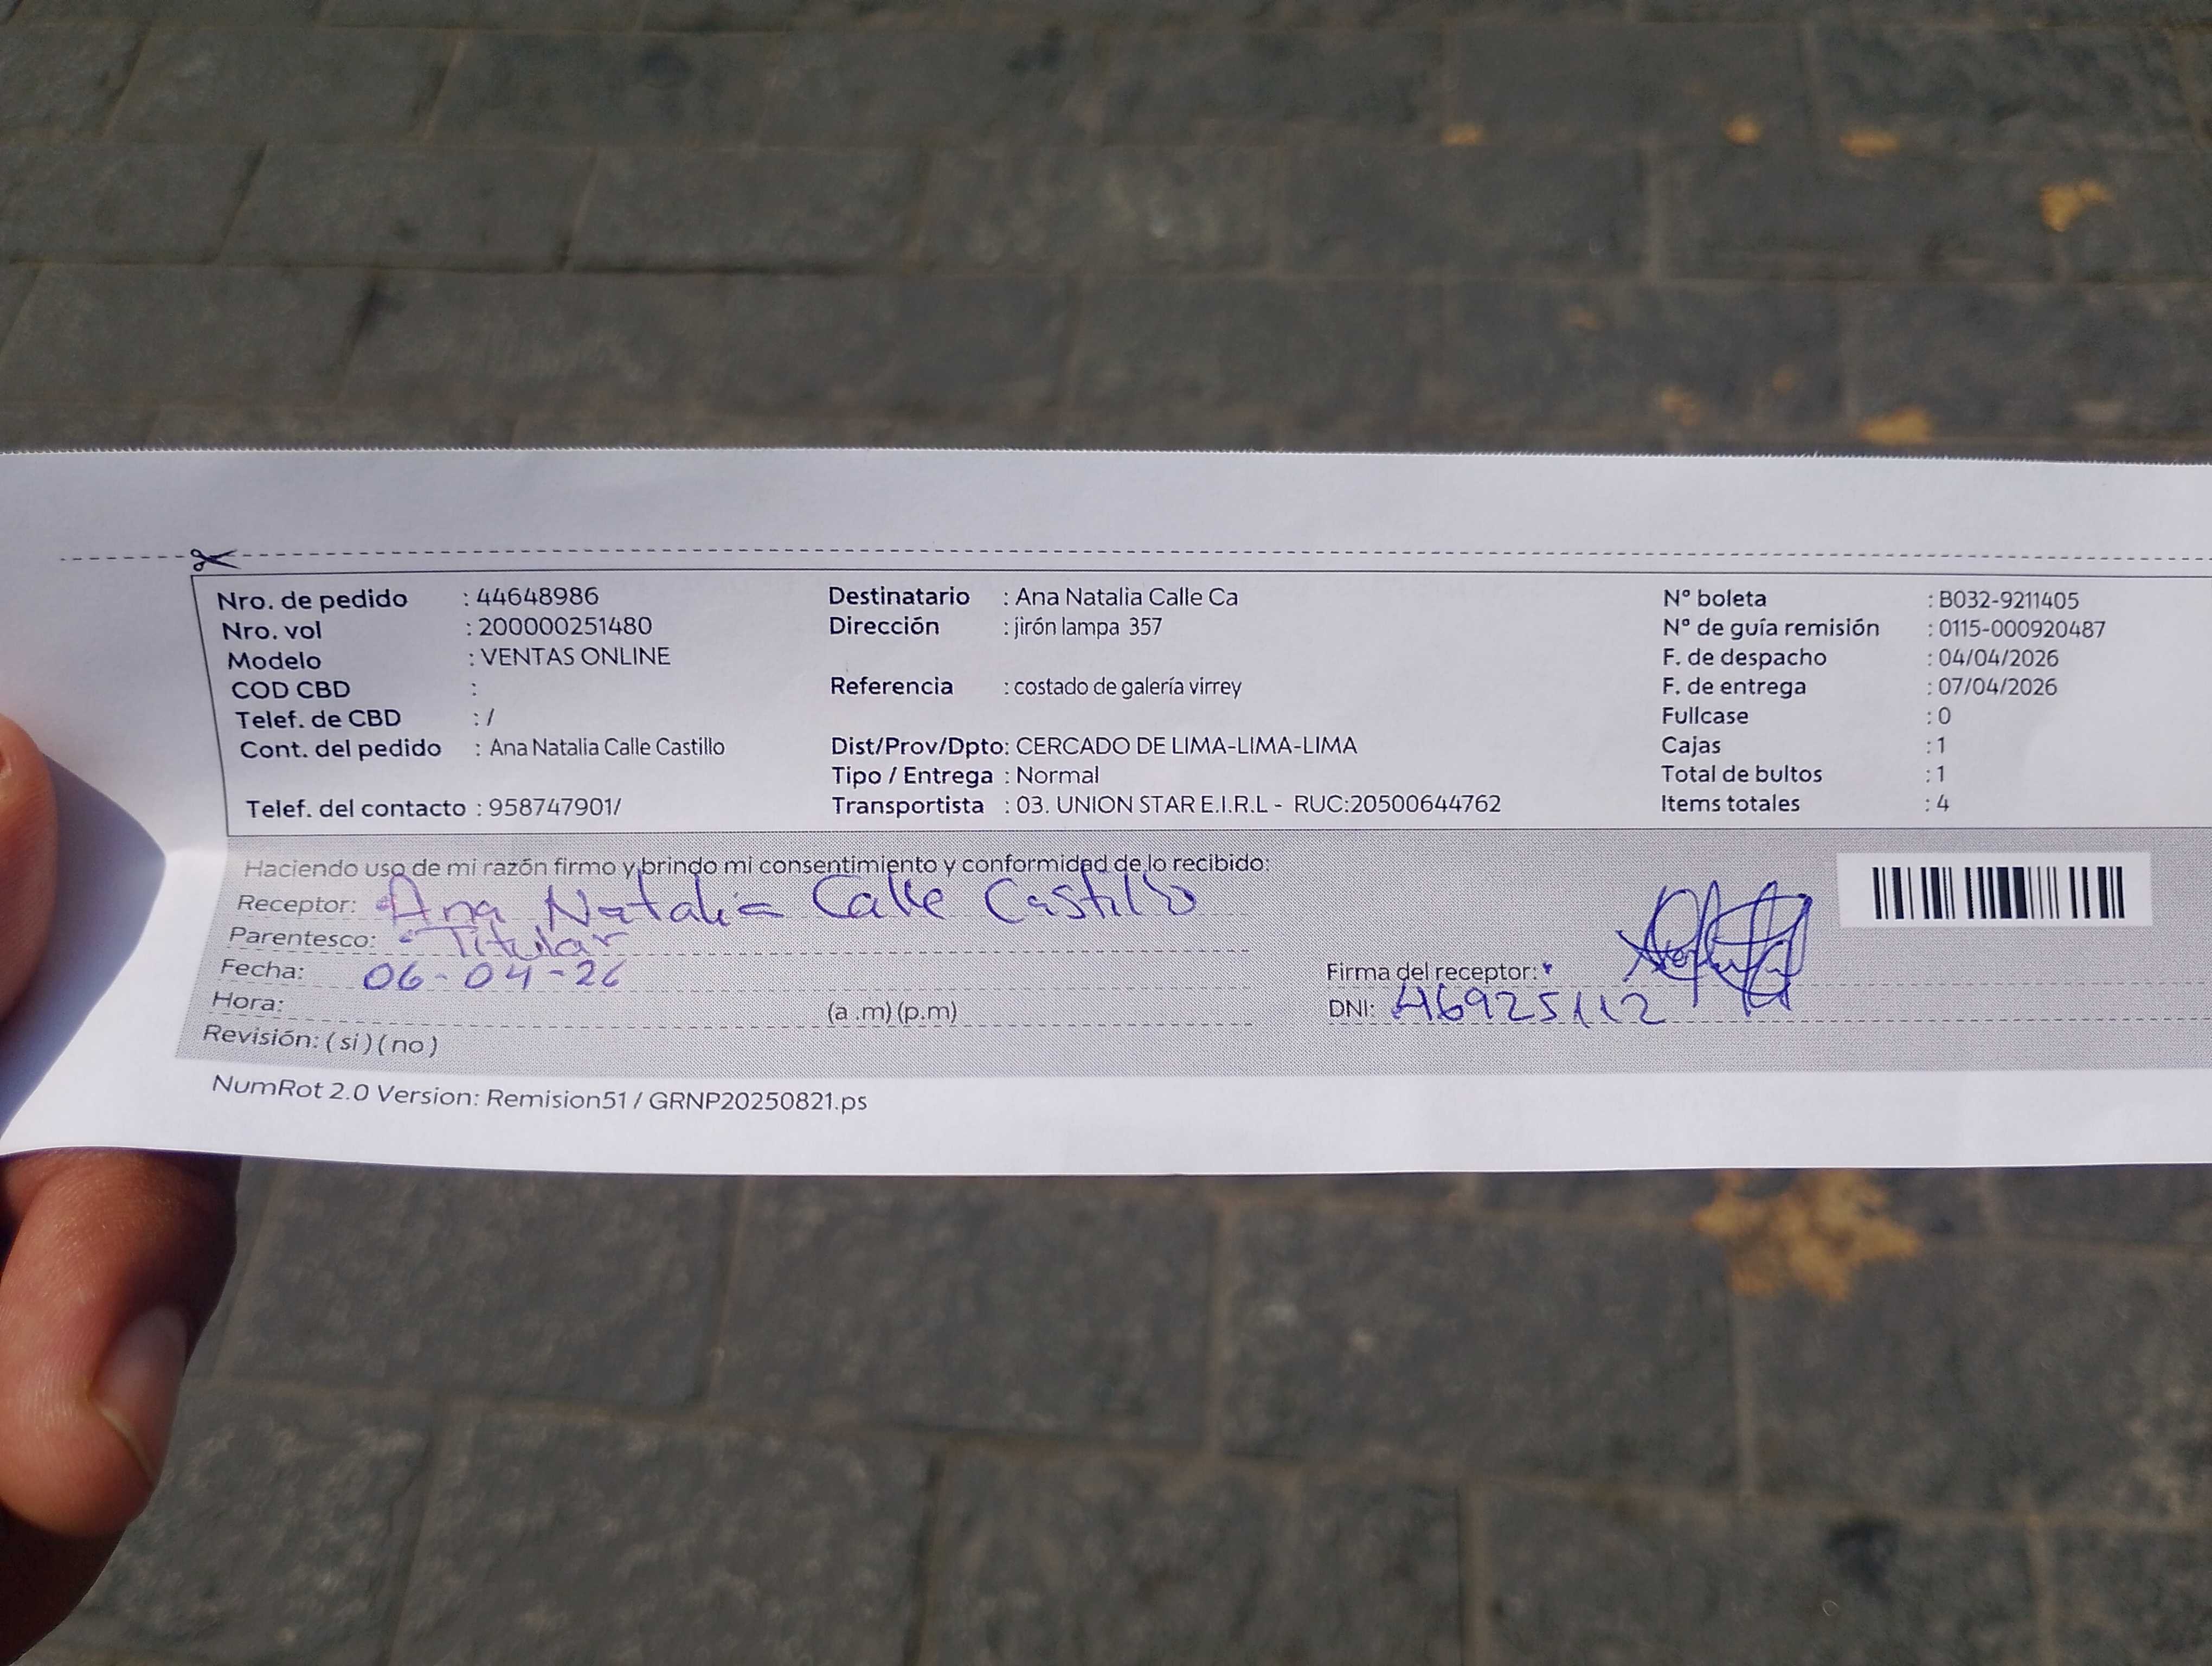 Nro. de pedido : 44648986
Nro. vol : 200000251480
Modelo : VENTAS ONLINE
COD CBD :
Telef. de CBD : /
Cont. del pedido : Ana Natalia Calle Castillo
Telef. del contacto : 958747901/
Destinatario : Ana Natalia Calle Ca
Dirección : jirón lampa 357
Referencia : costado de galería virrey
Dist/Prov/Dpto: CERCADO DE LIMA-LIMA-LIMA
Tipo / Entrega : Normal
Transportista : 03. UNION STAR E.I.R.L - RUC:20500644762
Nº boleta : B032-9211405
Nº de guía remisión : 0115-000920487
F. de despacho : 04/04/2026
F. de entrega : 07/04/2026
Fullcase : 0
Cajas : 1
Total de bultos : 1
Items totales : 4
Haciendo uso de mi razón firmo y brindo mi consentimiento y conformidad de lo recibido:
Receptor: Ana Natalia Calle Castillo
Parentesco: Titular
Fecha: 06-04-26
Hora: (a .m) (p.m)
Revisión: ( si ) ( no )
Firma del receptor:
DNI: 46925112
NumRot 2.0 Version: Remision51 / GRNP20250821.ps